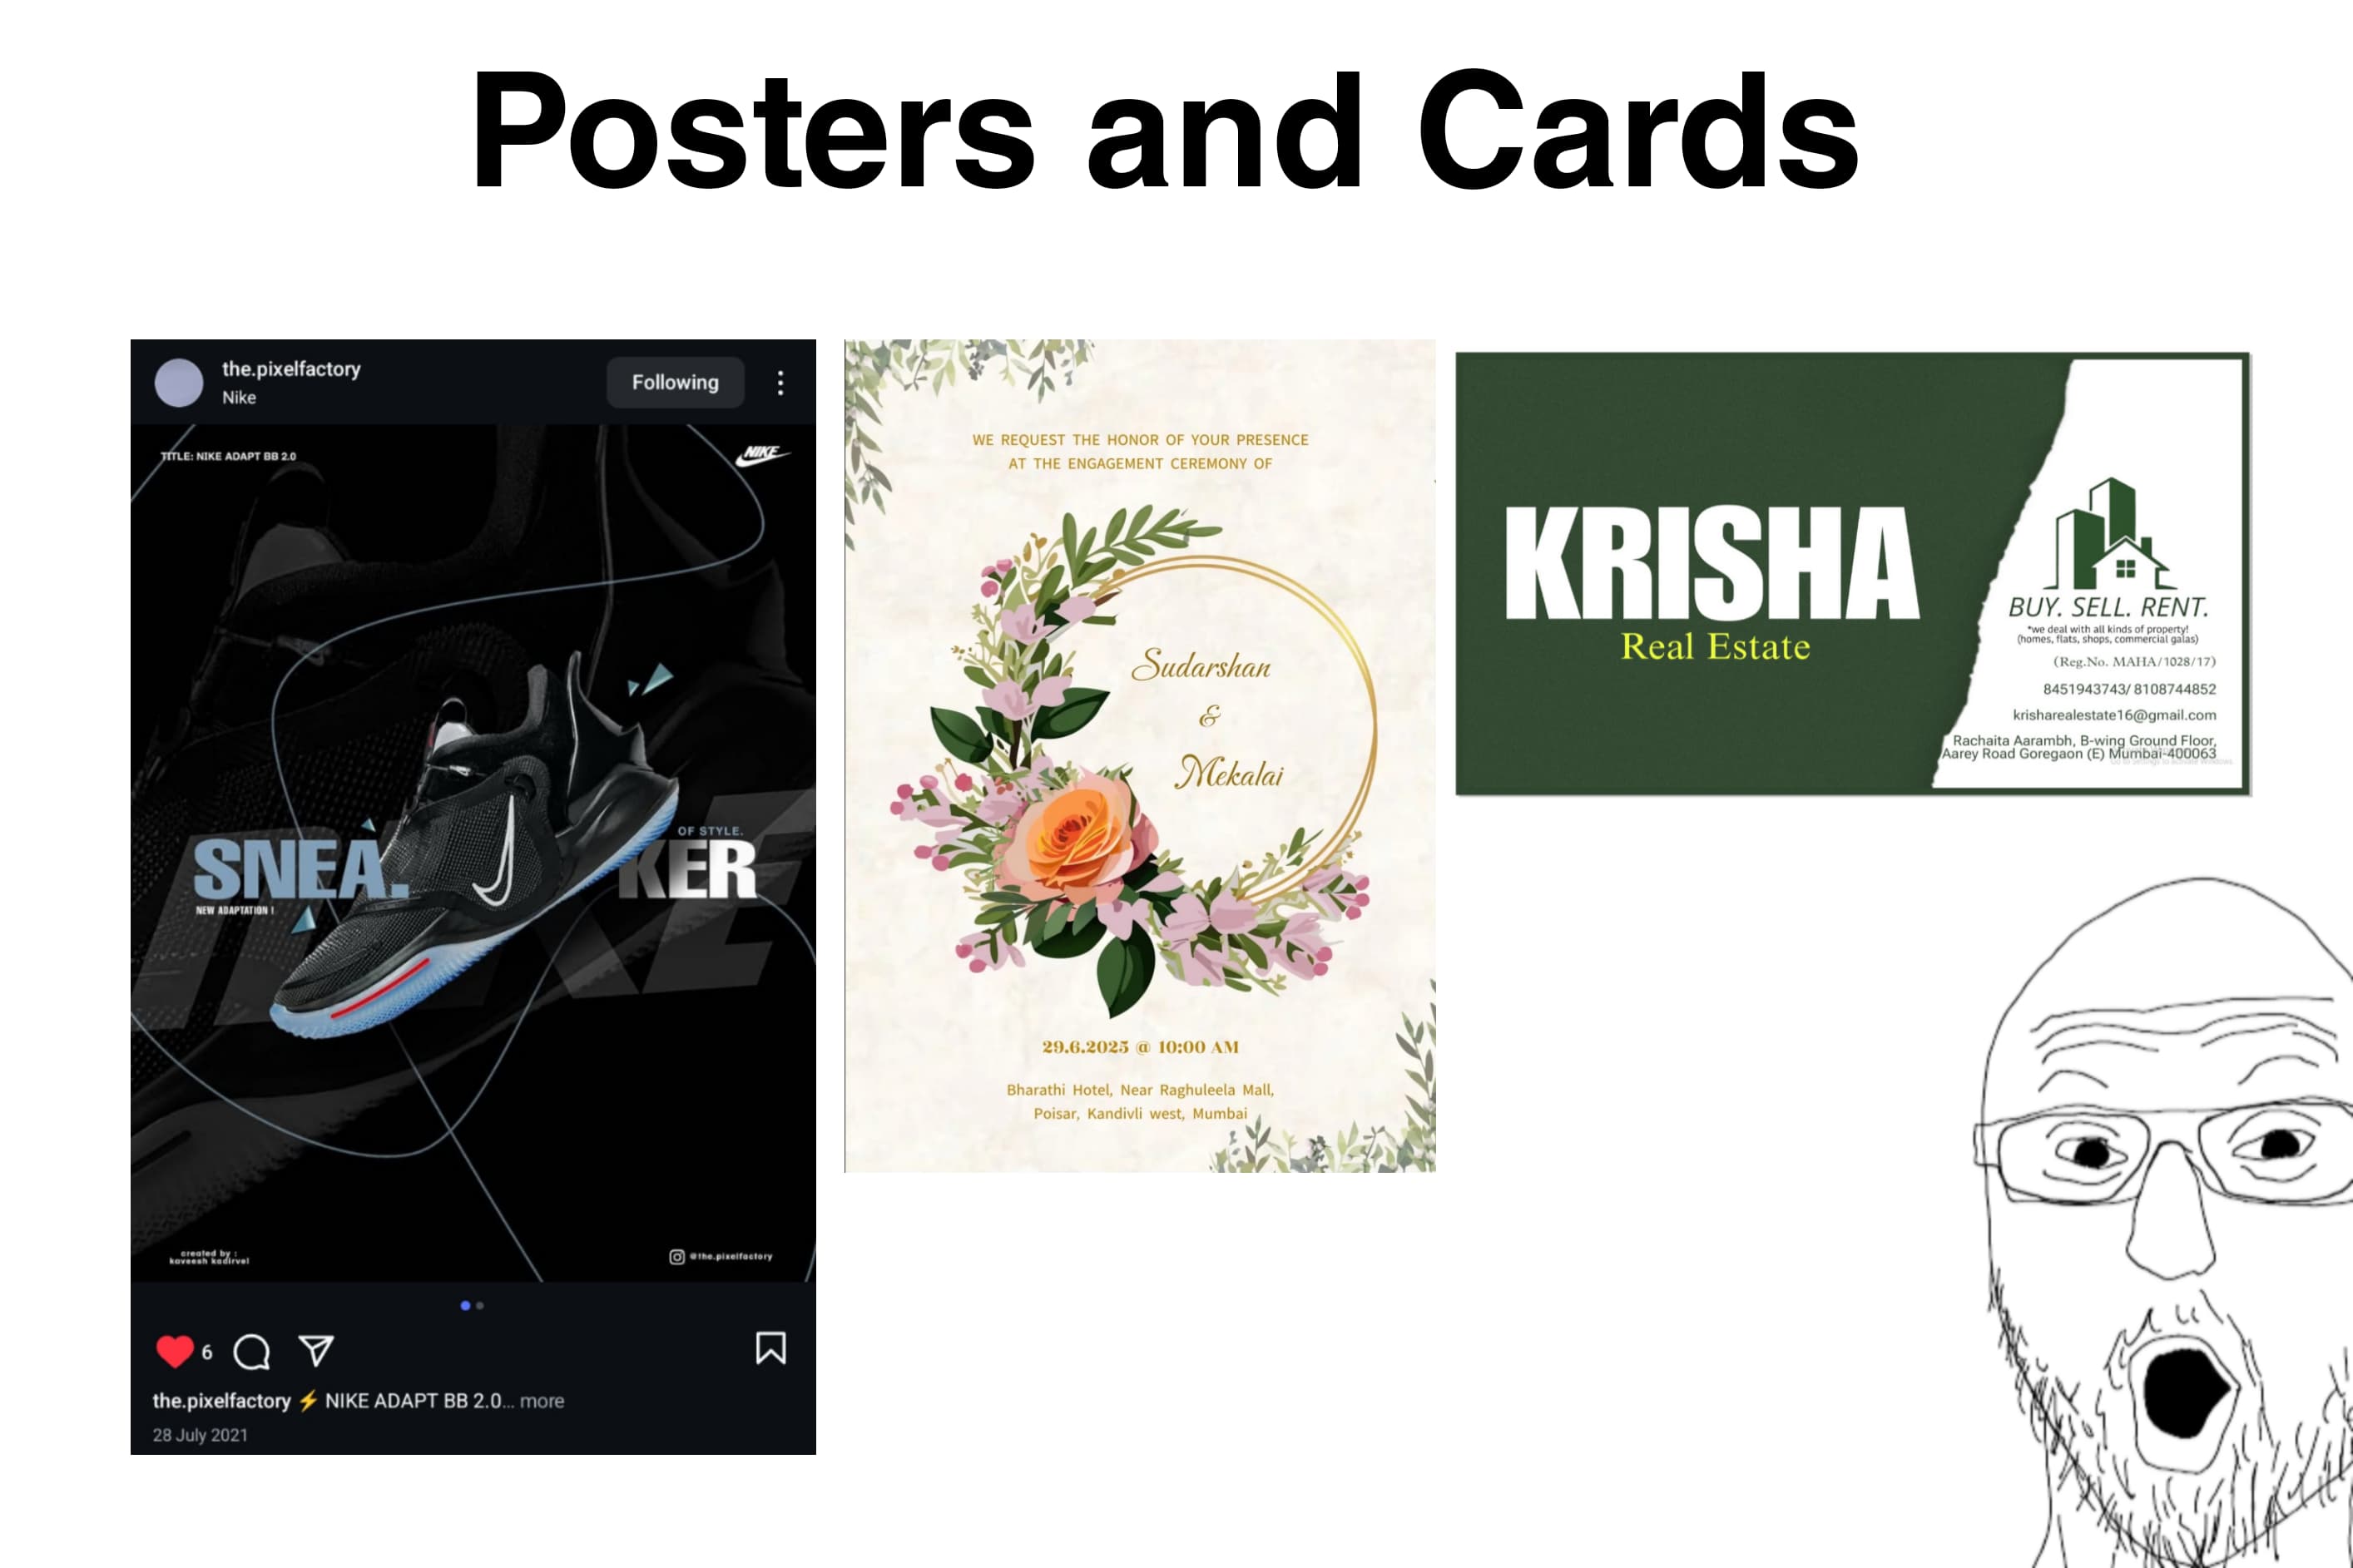 Posters and Cards
the.pixelfactory
Nike
Following
TITLE: NIKE ADAPT BB 2.0
NIKE
NIKE
OF STYLE.
SNEA. KER
NEW ADAPTATION !
created by :
kaveesh kadirvel
@the.pixelfactory
6
the.pixelfactory ⚡ NIKE ADAPT BB 2.0... more
28 July 2021
WE REQUEST THE HONOR OF YOUR PRESENCE
AT THE ENGAGEMENT CEREMONY OF
Sudarshan
&
Mekalai
29.6.2025 @ 10:00 AM
Bharathi Hotel, Near Raghuleela Mall,
Poisar, Kandivli west, Mumbai
KRISHA
Real Estate
BUY. SELL. RENT.
*we deal with all kinds of property!
(homes, flats, shops, commercial galas)
(Reg.No. MAHA/1028/17)
8451943743/ 8108744852
krisharealestate16@gmail.com
Rachaita Aarambh, B-wing Ground Floor,
Aarey Road Goregaon (E) Mumbai-400063